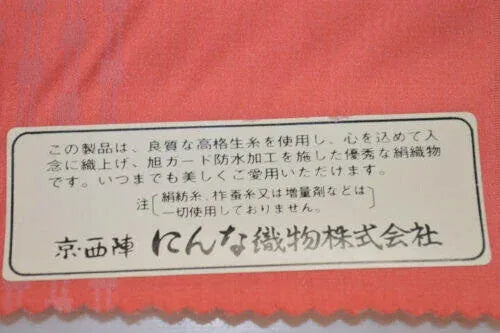 この製品は、良質な高格生糸を使用し、心を込めて入
念に織上げ、旭ガード防水加工を施した優秀な絹織物
です。いつまでも美しくご愛用いただけます。
注 絹紡糸、柞蚕糸又は増量剤などは
一切使用しておりません。
京・西陣 にんな織物株式会社